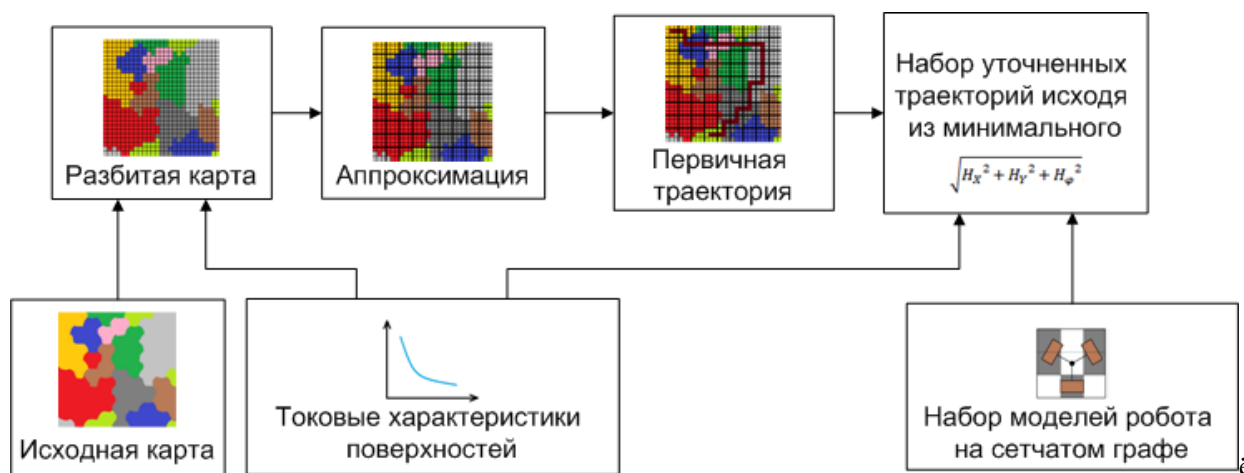 Разбитая карта
Аппроксимация
Первичная
траектория
Набор уточненных
траекторий исходя
из минимального
√(Hₓ² + H_Y² + H_φ²)
Исходная карта
Токовые характеристики
поверхностей
Набор моделей робота
на сетчатом графе
а